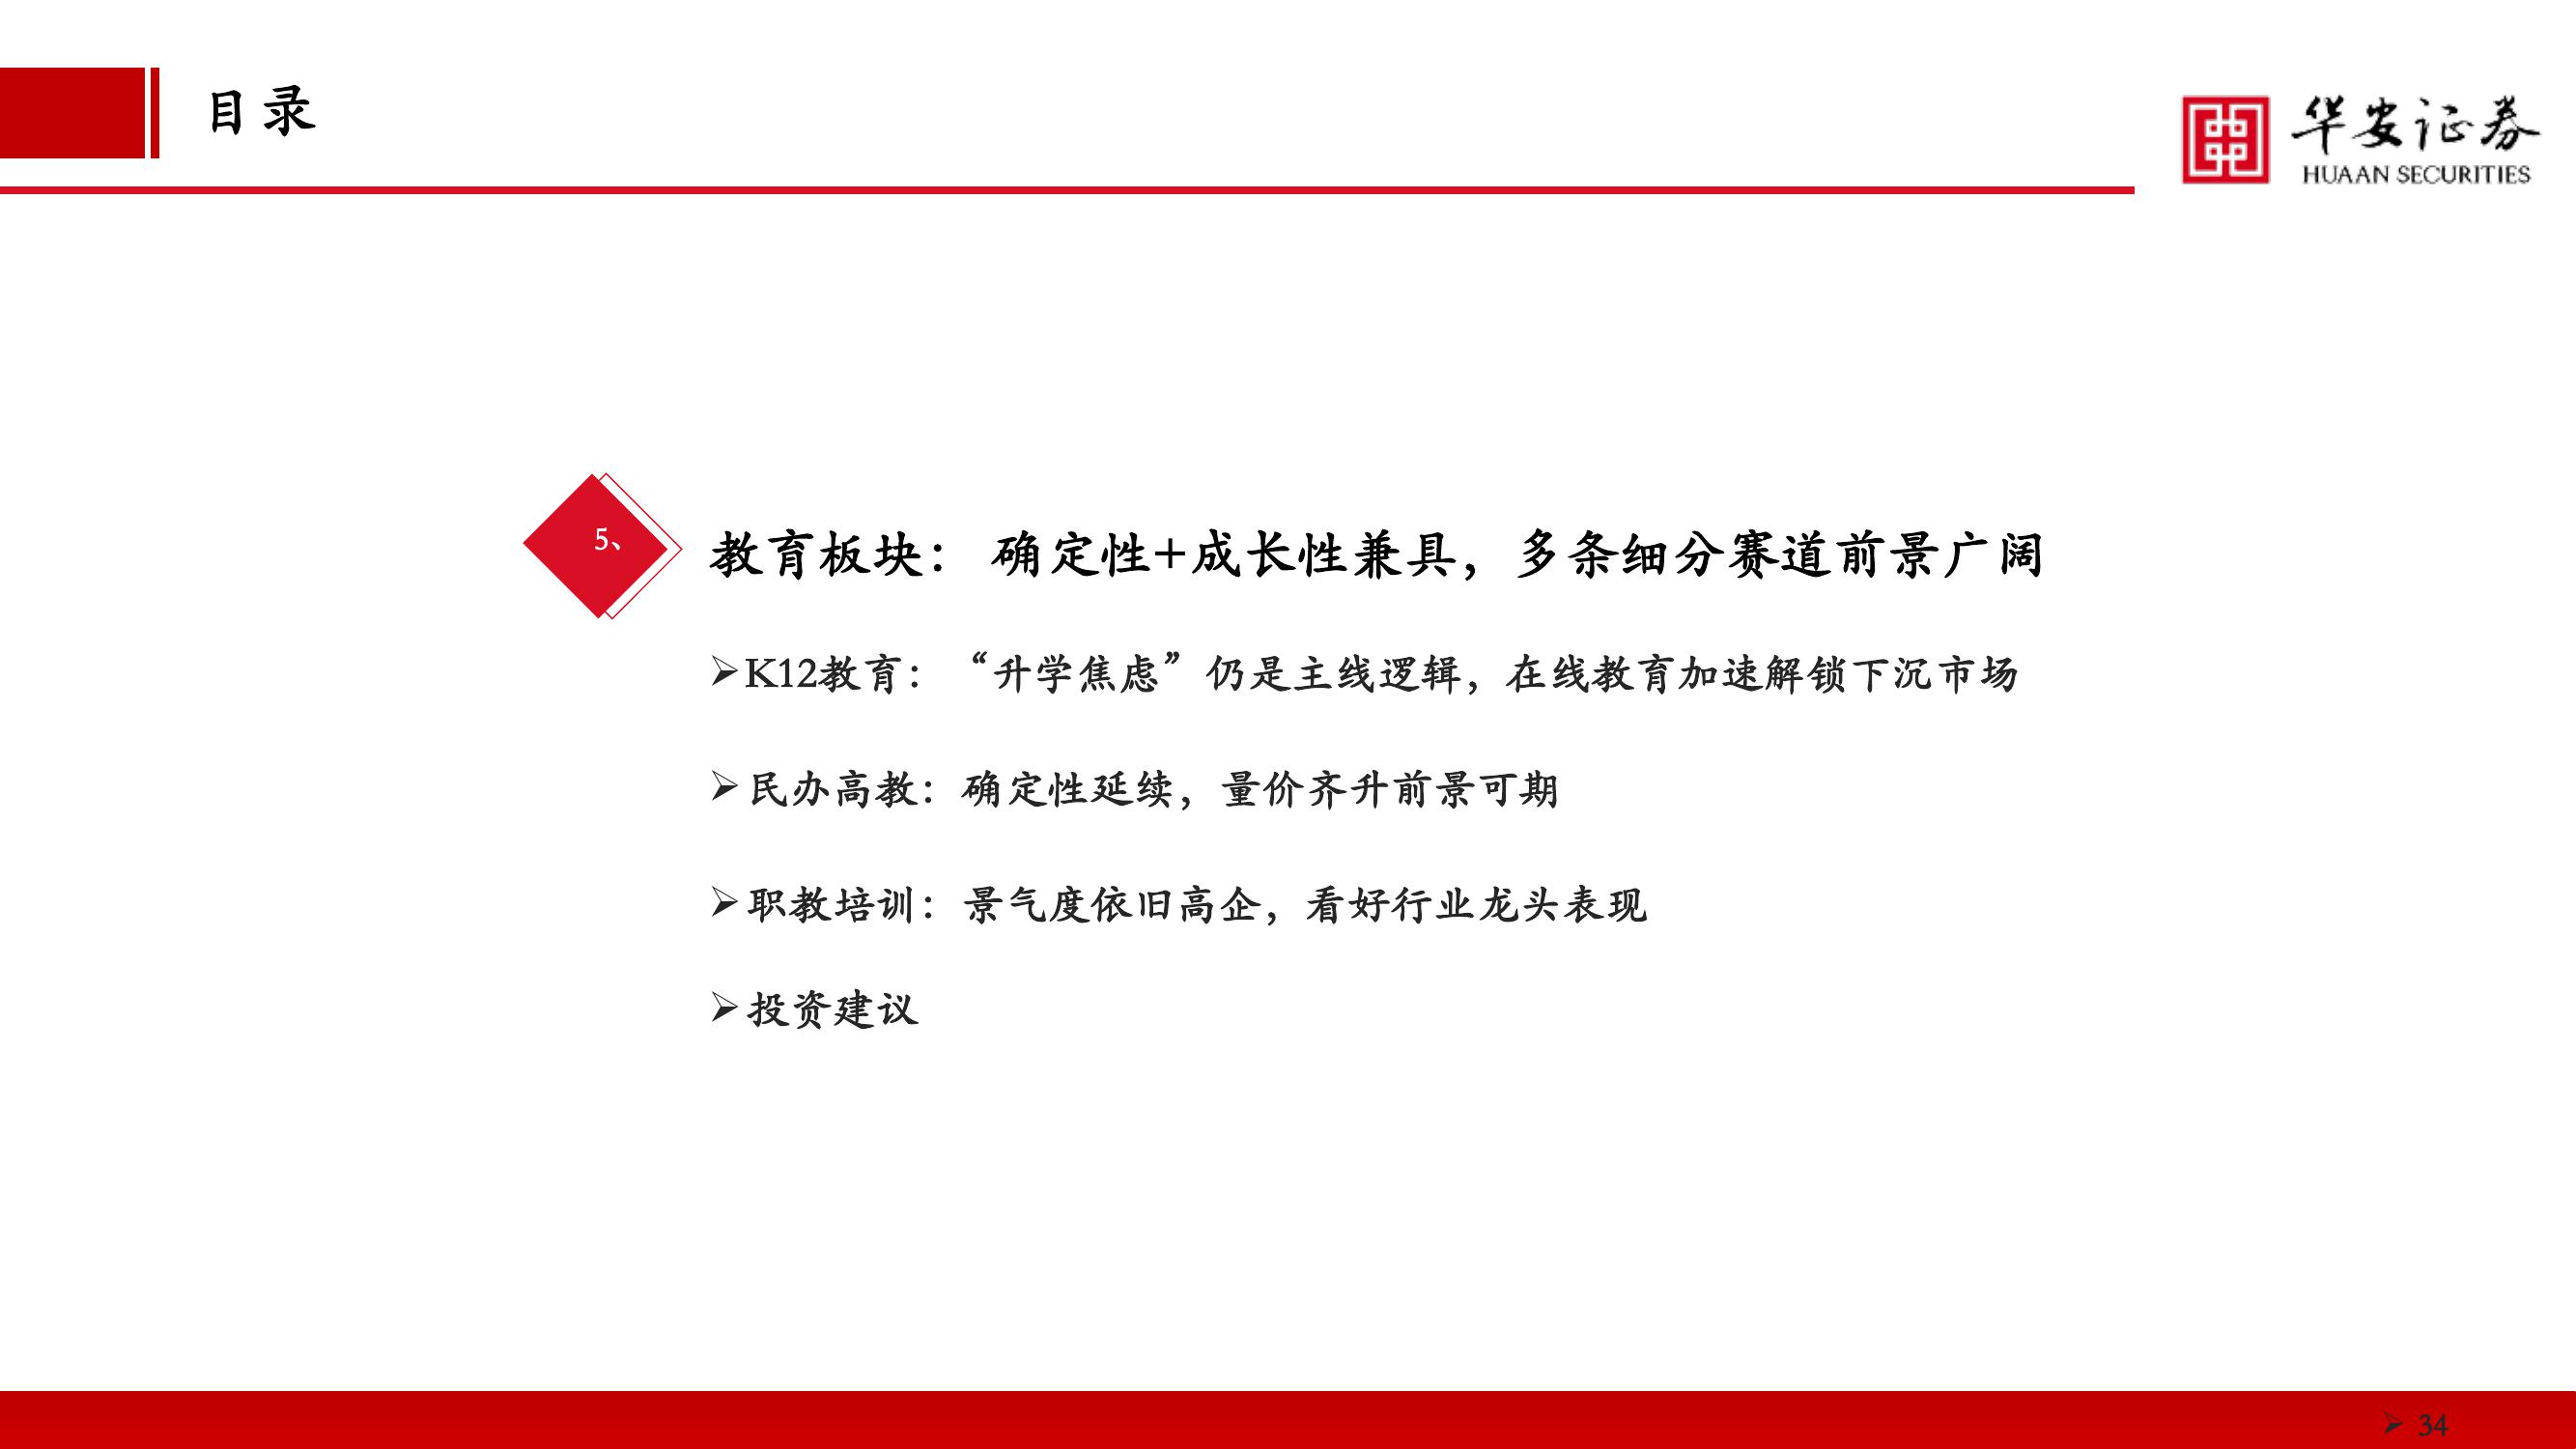 目录
华安证券
HUAAN SECURITIES
5、
教育板块： 确定性+成长性兼具，多条细分赛道前景广阔
➢K12教育：“升学焦虑”仍是主线逻辑，在线教育加速解锁下沉市场
➢民办高教：确定性延续，量价齐升前景可期
➢职教培训：景气度依旧高企，看好行业龙头表现
➢投资建议
➢ 34